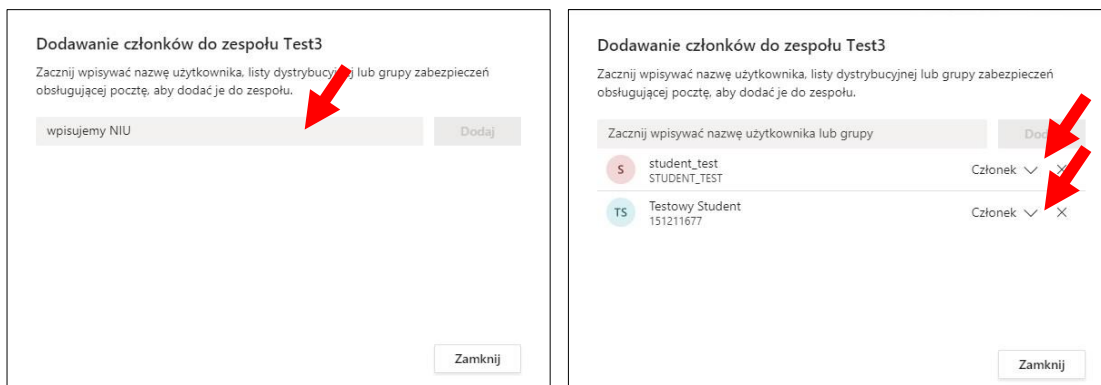 Dodawanie członków do zespołu Test3
Zacznij wpisywać nazwę użytkownika, listy dystrybucyjnej lub grupy zabezpieczeń
obsługującej pocztę, aby dodać je do zespołu.
wpisujemy NIU
Dodaj
Zamknij
Dodawanie członków do zespołu Test3
Zacznij wpisywać nazwę użytkownika, listy dystrybucyjnej lub grupy zabezpieczeń
obsługującej pocztę, aby dodać je do zespołu.
Zacznij wpisywać nazwę użytkownika lub grupy
S
student_test
STUDENT_TEST
Członek
TS
Testowy Student
151211677
Członek
Zamknij